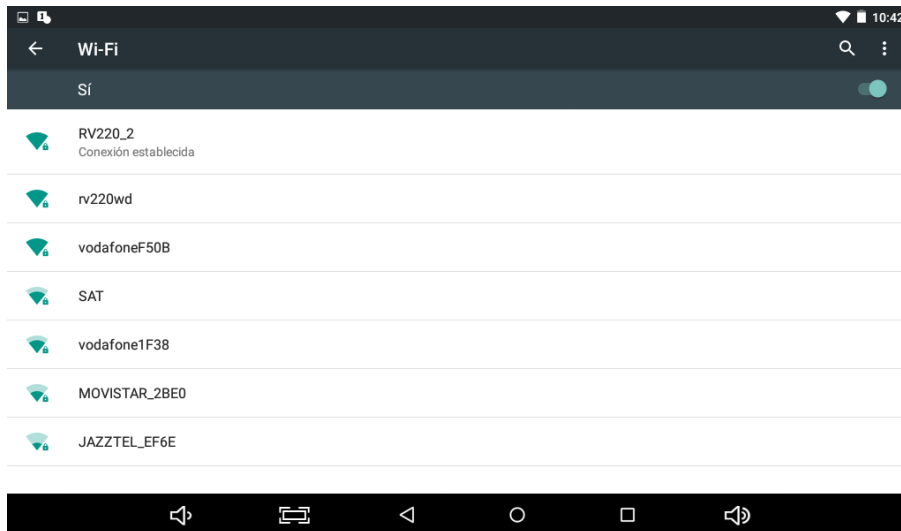 10:42
Wi-Fi
Sí
RV220_2
Conexión establecida
rv220wd
vodafoneF50B
SAT
vodafone1F38
MOVISTAR_2BE0
JAZZTEL_EF6E